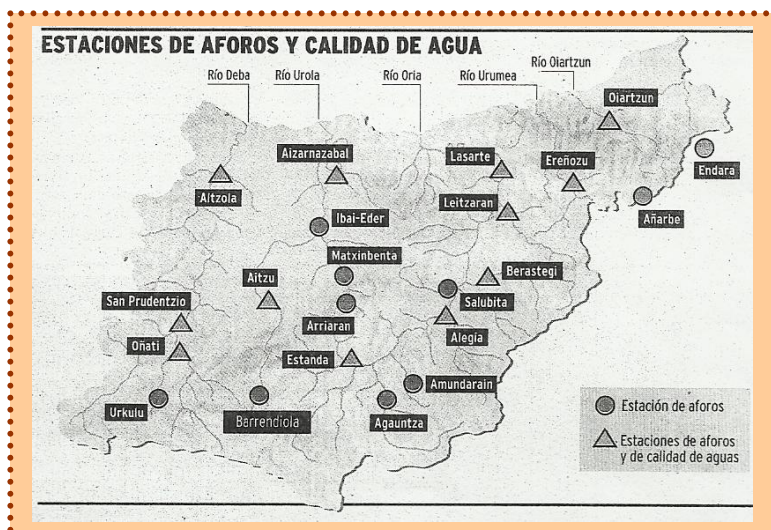 ESTACIONES DE AFOROS Y CALIDAD DE AGUA
Río Deba
Río Urola
Río Oria
Río Urumea
Río Oiartzun
Oiartzun
Aizarnazabal
Lasarte
Ereñozu
Endara
Altzola
Leitzaran
Añarbe
Ibai-Eder
Matxinbenta
Aitzu
Berastegi
San Prudentzio
Salubita
Arriaran
Alegia
Oñati
Estanda
Amundarain
Urkulu
Barrendiola
Agauntza
Estación de aforos
Estaciones de aforos
y de calidad de aguas